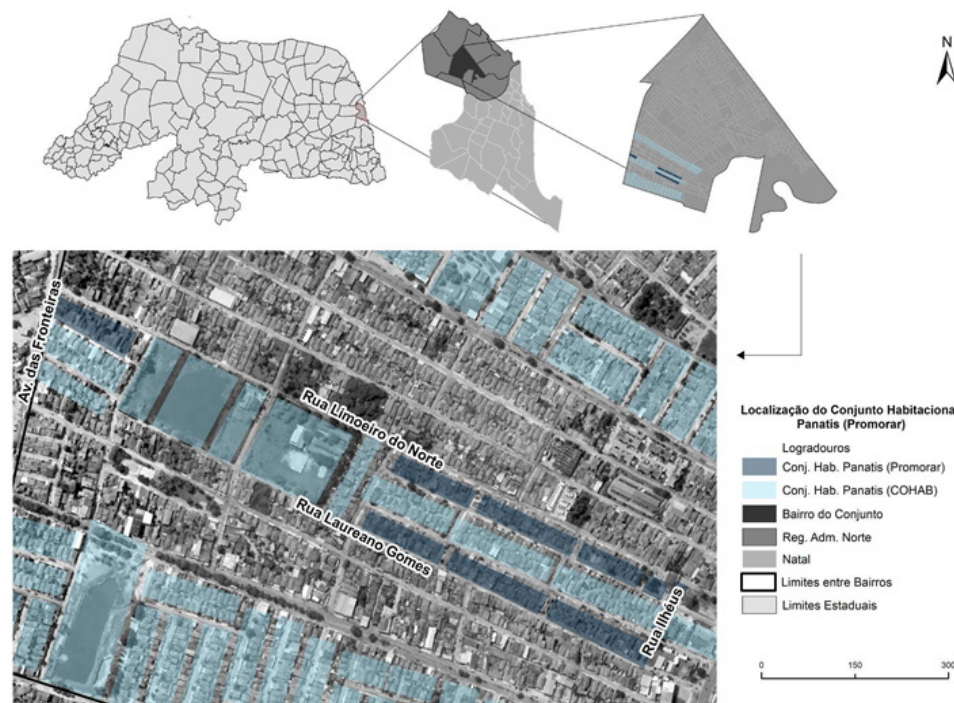 N
Av. das Fronteiras
Rua Limoeiro do Norte
Rua Laureano Gomes
Rua Ilhéus
Localização do Conjunto Habitaciona
Panatis (Promorar)
Logradouros
Conj. Hab. Panatis (Promorar)
Conj. Hab. Panatis (COHAB)
Bairro do Conjunto
Reg. Adm. Norte
Natal
Limites entre Bairros
Limites Estaduais
0 150 300